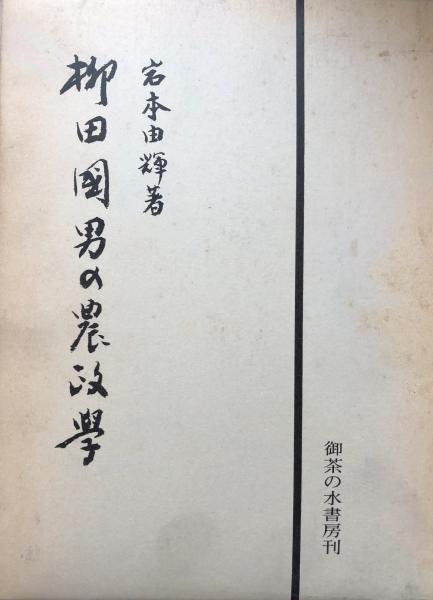 御茶の水書房刊
岩本由輝著
柳田國男の農政學